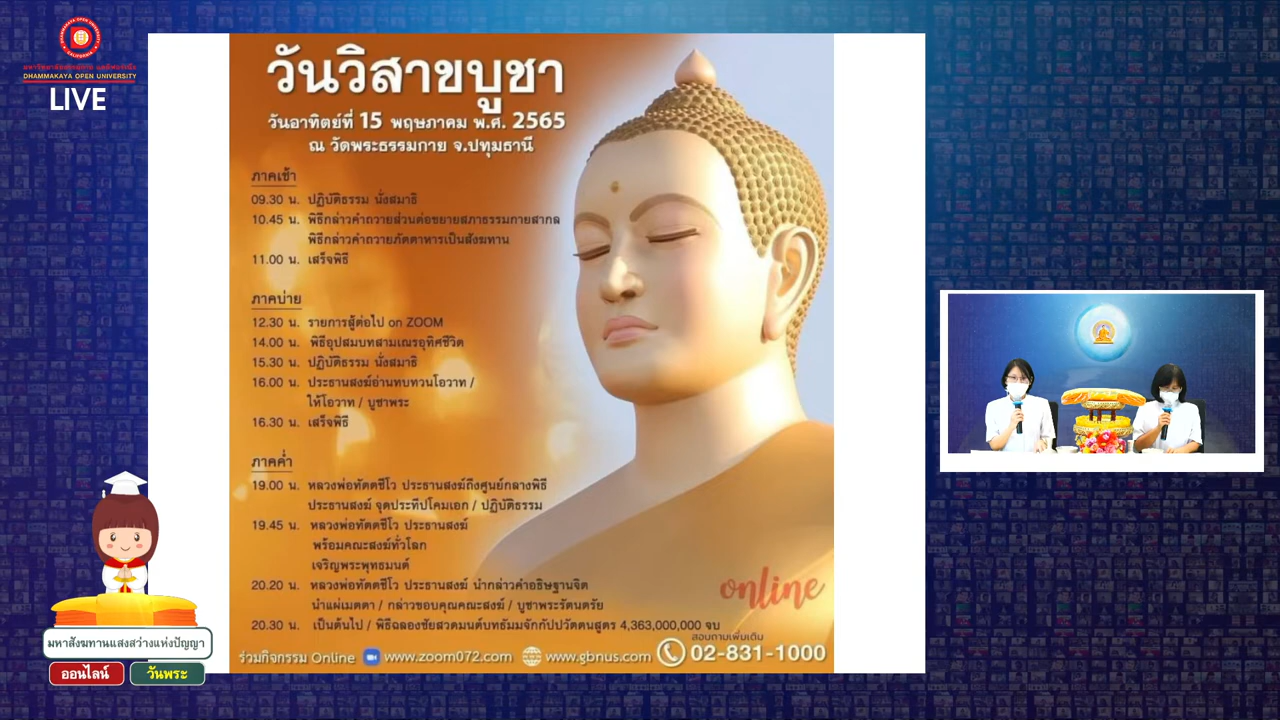 DHAMMAKAYA OPEN UNIVERSITY
CALIFORNIA
DHAMMAKAYA OPEN UNIVERSITY
LIVE
วันวิสาขบูชา
วันอาทิตย์ที่ 15 พฤษภาคม พ.ศ. 2565
ณ วัดพระธรรมกาย จ.ปทุมธานี
ภาคเช้า
09.30 น. ปฏิบัติธรรม นั่งสมาธิ
10.45 น. พิธีกล่าวคำถวายส่วนต่อขยายสภาธรรมกายสากล
พิธีกล่าวคำถวายภัตตาหารเป็นสังฆทาน
11.00 น. เสร็จพิธี
ภาคบ่าย
12.30 น. รายการผู้ต่อไป on ZOOM
14.00 น. พิธีอุปสมบทสามเณรอุทิศชีวิต
15.30 น. ปฏิบัติธรรม นั่งสมาธิ
16.00 น. ประธานสงฆ์อ่านทบทวนโอวาท /
ให้โอวาท / บูชาพระ
16.30 น. เสร็จพิธี
ภาคค่ำ
19.00 น. หลวงพ่อทัตตชีโว ประธานสงฆ์ถึงศูนย์กลางพิธี
ประธานสงฆ์ จุดประทีปโคมเอก / ปฏิบัติธรรม
19.45 น. หลวงพ่อทัตตชีโว ประธานสงฆ์
พร้อมคณะสงฆ์ทั่วโลก
เจริญพระพุทธมนต์
20.20 น. หลวงพ่อทัตตชีโว ประธานสงฆ์ นำกล่าวคำอธิษฐานจิต
นำแผ่เมตตา / กล่าวขอบคุณคณะสงฆ์ / บูชาพระรัตนตรัย
20.30 น. เป็นต้นไป / พิธีฉลองชัยสวดมนต์บทธัมมจักกัปปวัตตนสูตร 4,363,000,000 จบ
online
สอบถามเพิ่มเติม
ร่วมกิจกรรม Online www.zoom072.com www.gbnus.com 02-831-1000
มหาสังฆทานแสงสว่างแห่งปัญญา
ออนไลน์ วันพระ